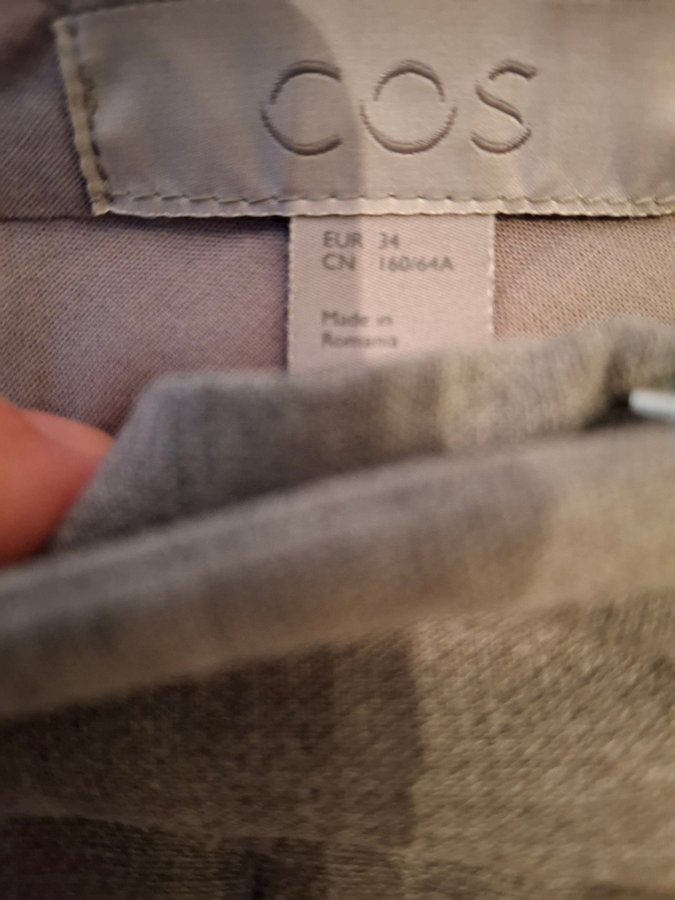 COS
EUR 34
CN 160/64A
Made in
Romania